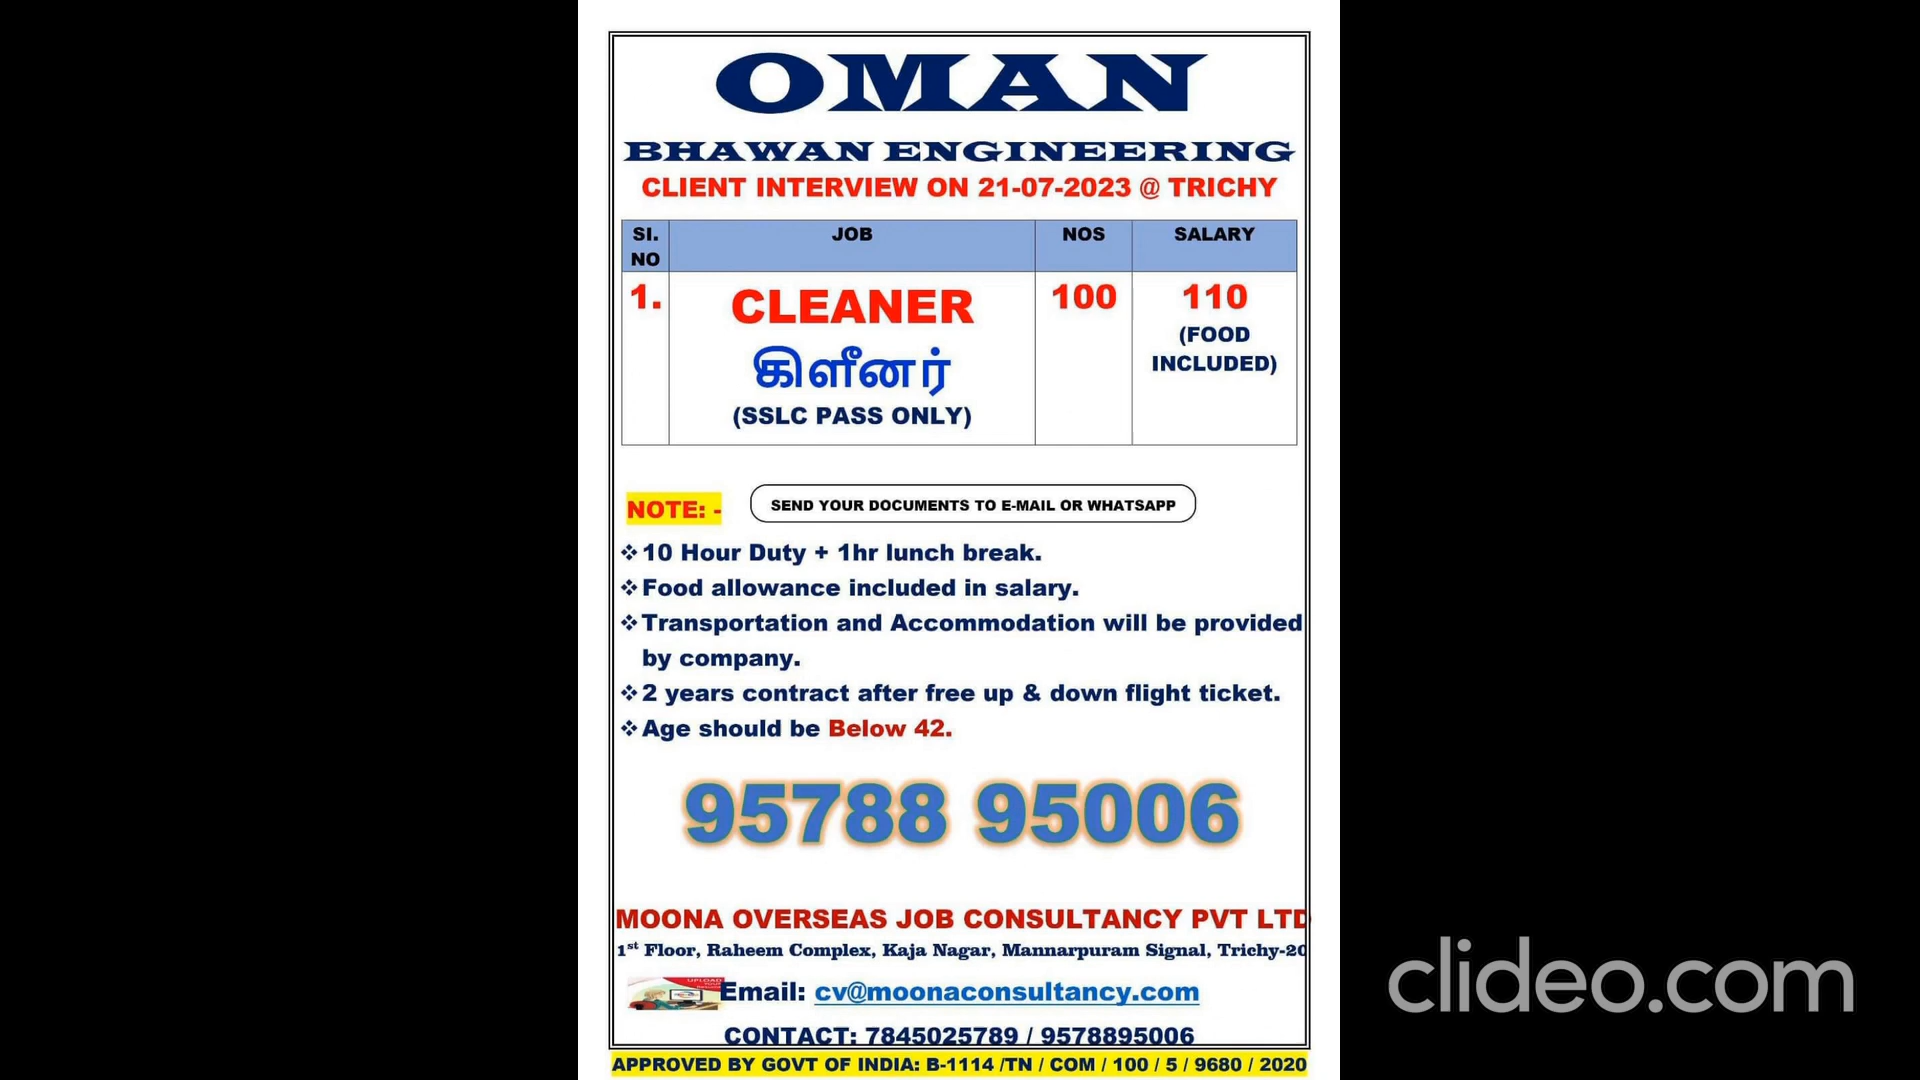 OMAN
BHAWAN ENGINEERING
CLIENT INTERVIEW ON 21-07-2023 @ TRICHY
SI. NO JOB NOS SALARY
1. CLEANER 100 110
கிளீனர்
(FOOD INCLUDED)
(SSLC PASS ONLY)
NOTE: -
SEND YOUR DOCUMENTS TO E-MAIL OR WHATSAPP
❖ 10 Hour Duty + 1hr lunch break.
❖ Food allowance included in salary.
❖ Transportation and Accommodation will be provided
by company.
❖ 2 years contract after free up & down flight ticket.
❖ Age should be Below 42.
95788 95006
MOONA OVERSEAS JOB CONSULTANCY PVT LTD
1st Floor, Raheem Complex, Kaja Nagar, Mannarpuram Signal, Trichy-20
Email: cv@moonaconsultancy.com
CONTACT: 7845025789 / 9578895006
APPROVED BY GOVT OF INDIA: B-1114 /TN / COM / 100 / 5 / 9680 / 2020
clideo.com